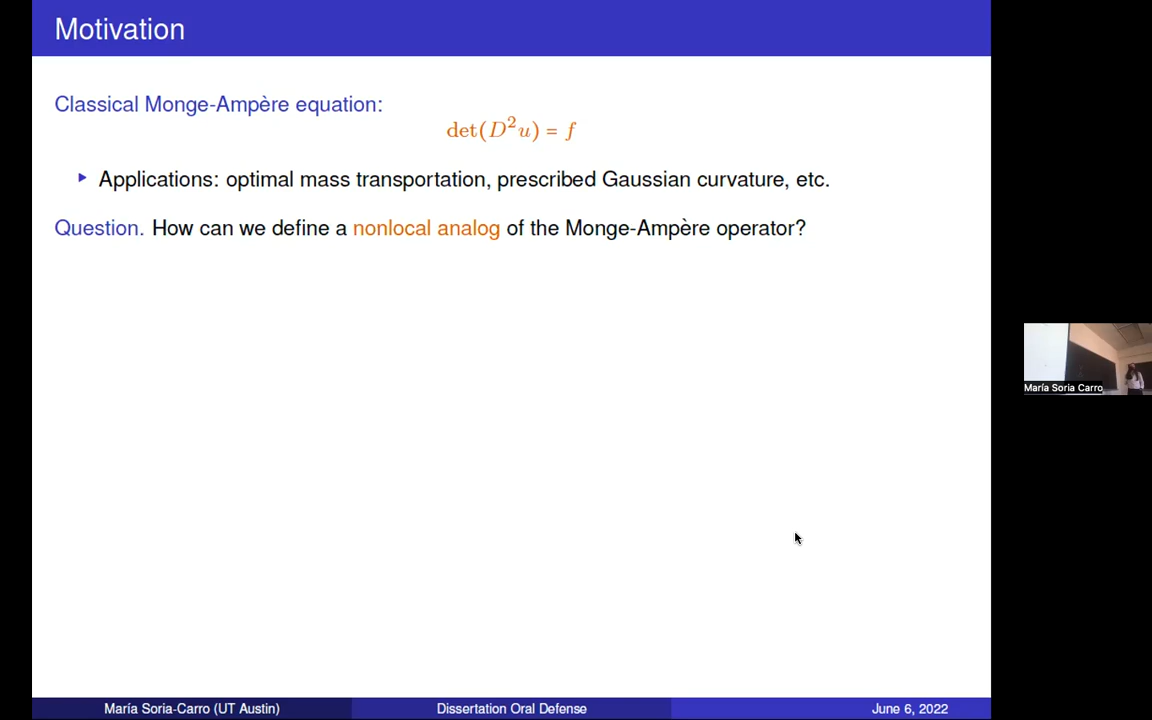 Motivation
Classical Monge-Ampère equation:
det(D²u) = f
Applications: optimal mass transportation, prescribed Gaussian curvature, etc.
Question. How can we define a nonlocal analog of the Monge-Ampère operator?
María Soria Carro
María Soria-Carro (UT Austin) Dissertation Oral Defense June 6, 2022